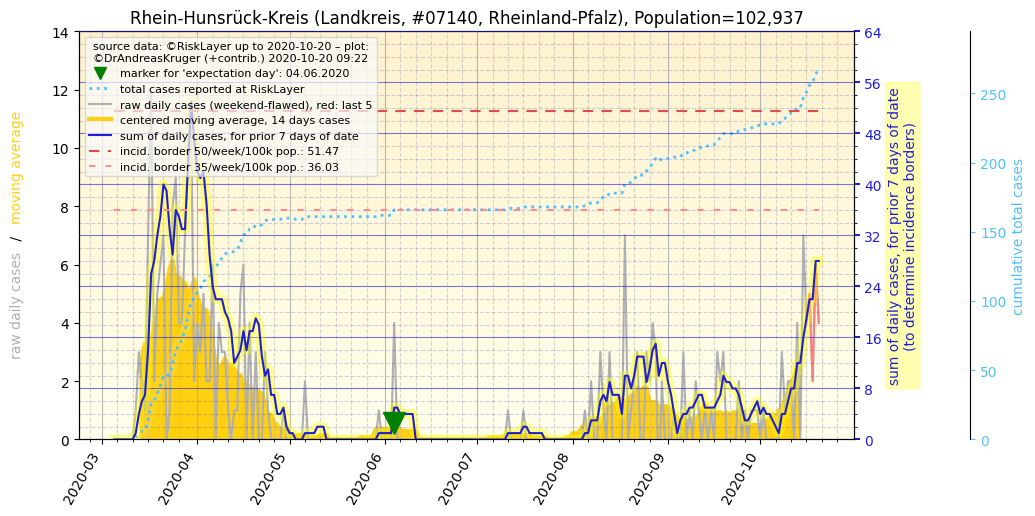 Rhein-Hunsrück-Kreis (Landkreis, #07140, Rheinland-Pfalz), Population=102,937
source data: ©RiskLayer up to 2020-10-20 – plot:
©DrAndreasKruger (+contrib.) 2020-10-20 09:22
marker for 'expectation day': 04.06.2020
total cases reported at RiskLayer
raw daily cases (weekend-flawed), red: last 5
centered moving average, 14 days cases
sum of daily cases, for prior 7 days of date
incid. border 50/week/100k pop.: 51.47
incid. border 35/week/100k pop.: 36.03
raw daily cases / moving average
14
12
10
8
6
4
2
0
2020-03
2020-04
2020-05
2020-06
2020-07
2020-08
2020-09
2020-10
64
56
48
40
32
24
16
8
0
sum of daily cases, for prior 7 days of date
(to determine, incidence borders)
250
200
150
100
50
0
cumulative total cases